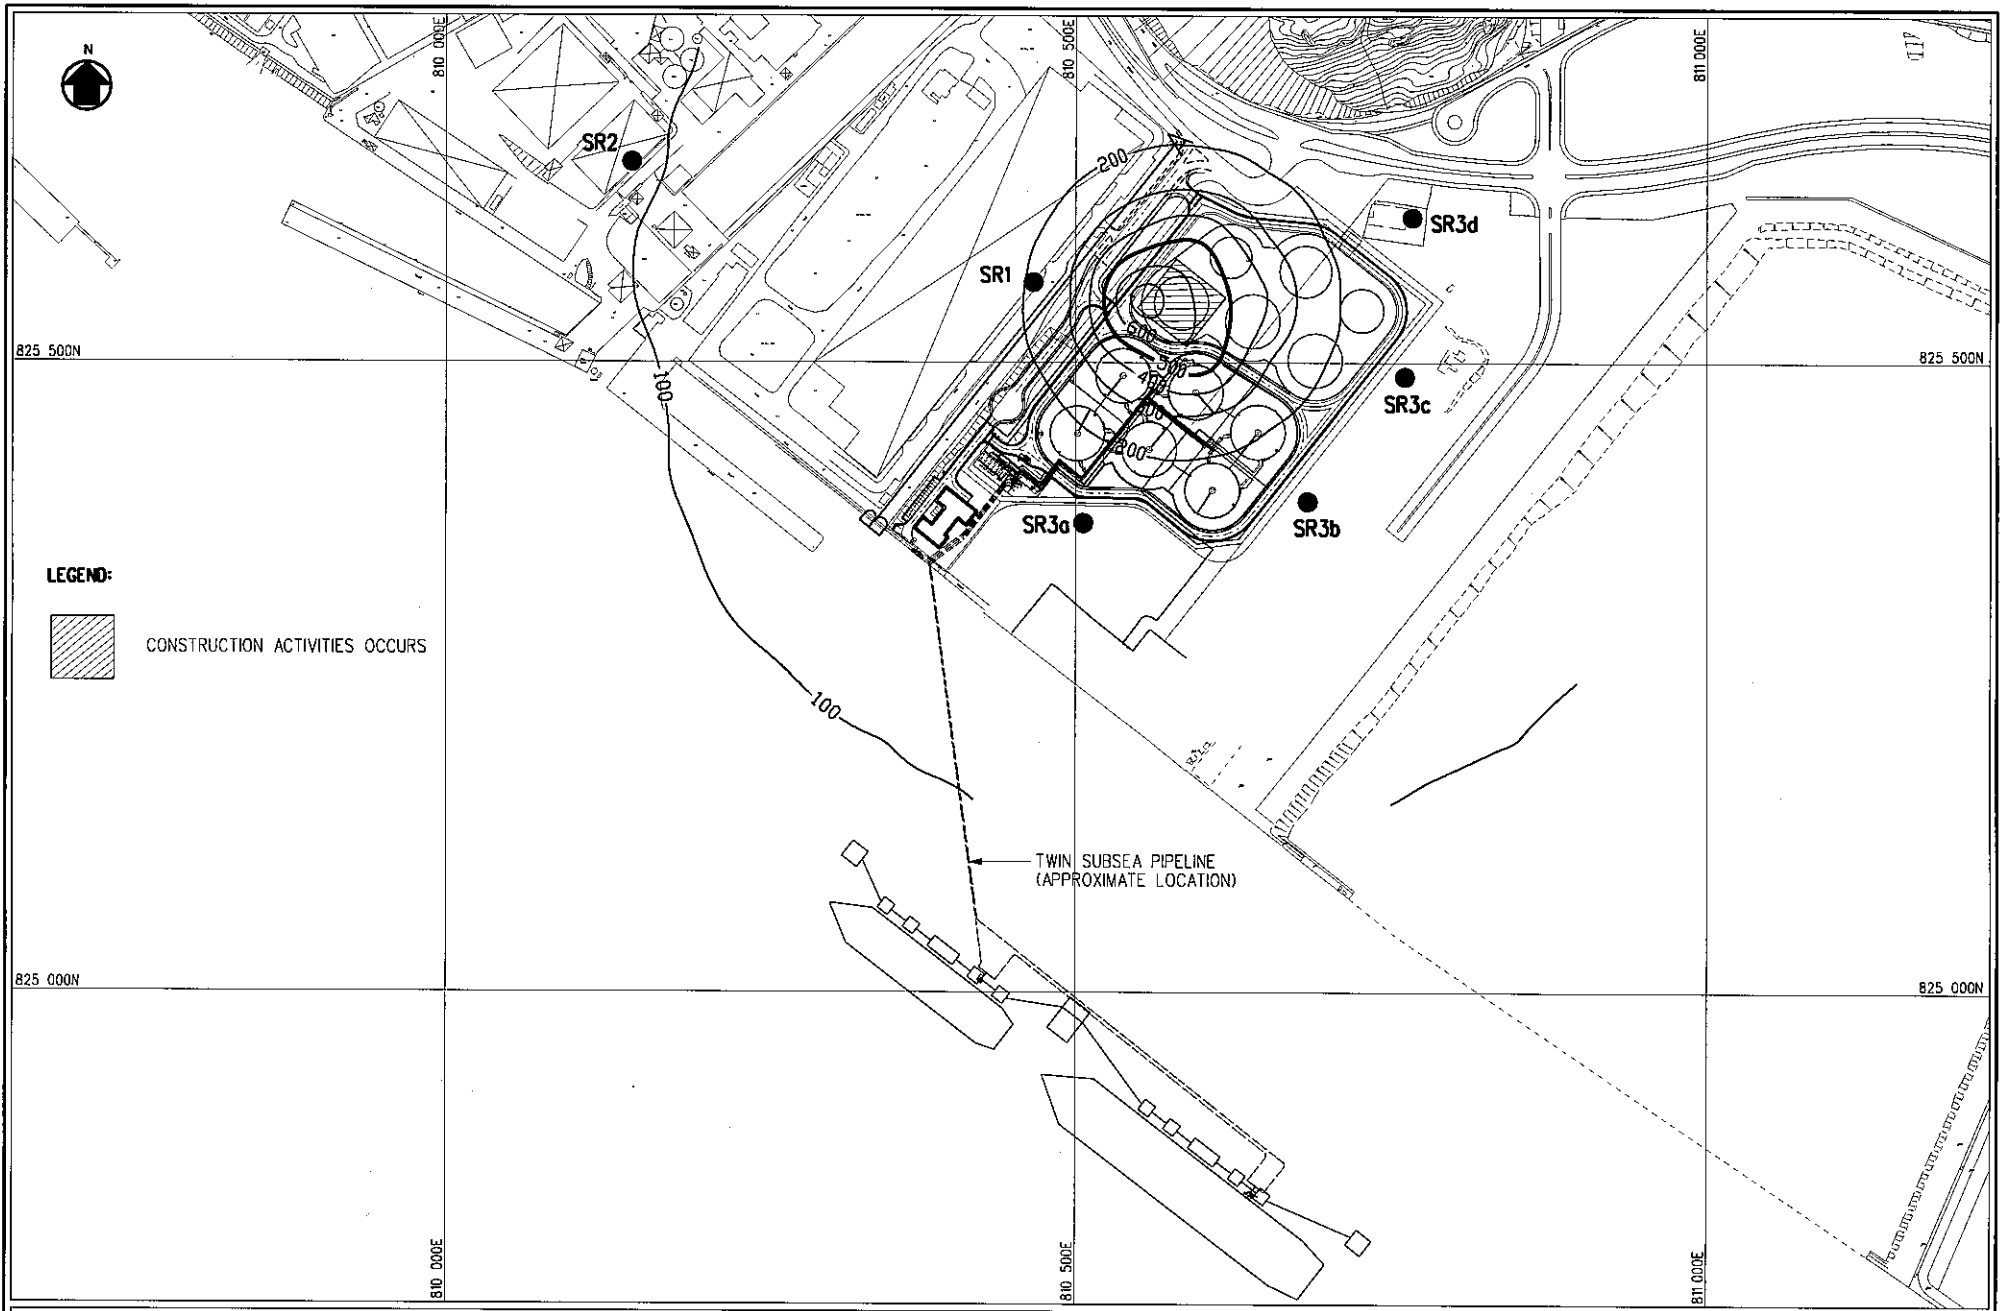 N
810 000E
810 500E
811 000E
SR2
200
SR3d
SR1
825 500N
825 500N
600
500
400
100
SR3c
300
200
SR3a
SR3b
LEGEND:
CONSTRUCTION ACTIVITIES OCCURS
100
TWIN SUBSEA PIPELINE
(APPROXIMATE LOCATION)
825 000N
825 000N
810 000E
810 500E
811 000E